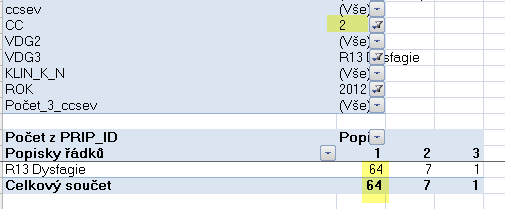 ccsev (Vše)
CC 2
VDG2 (Vše)
VDG3 R13 Dysfagie
KLIN_K_N (Vše)
ROK 2012
Počet_3_ccsev (Vše)
Počet z PRIP_ID Popi
Popisky řádků 1 2 3
R13 Dysfagie 64 7 1
Celkový součet 64 7 1